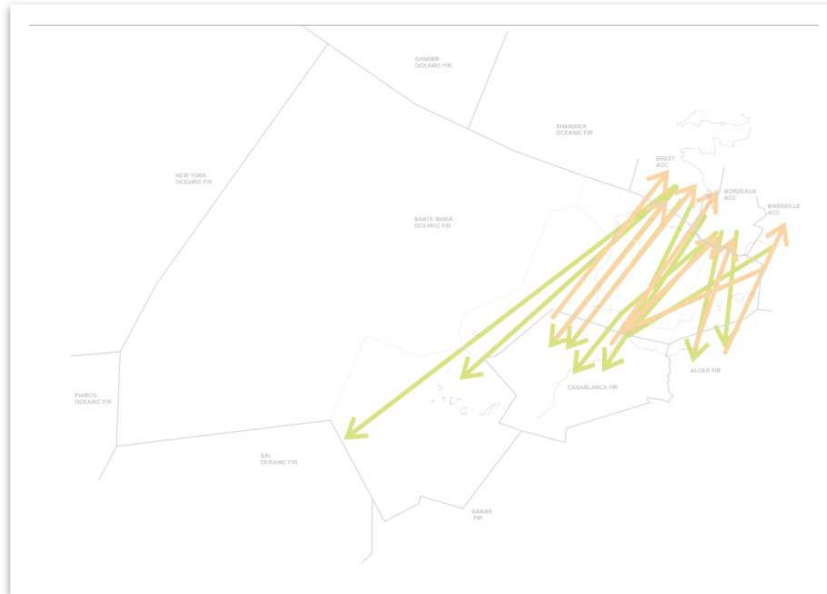 GANDER
OCEANIC FIR
SHANWICK
OCEANIC FIR
BREST
ACC
NEW YORK
OCEANIC FIR
BORDEAUX
ACC
MARSEILLE
ACC
SANTA MARIA
OCEANIC FIR
ALGER FIR
CASABLANCA FIR
PIARCO
OCEANIC FIR
SAL
OCEANIC FIR
DAKAR
FIR